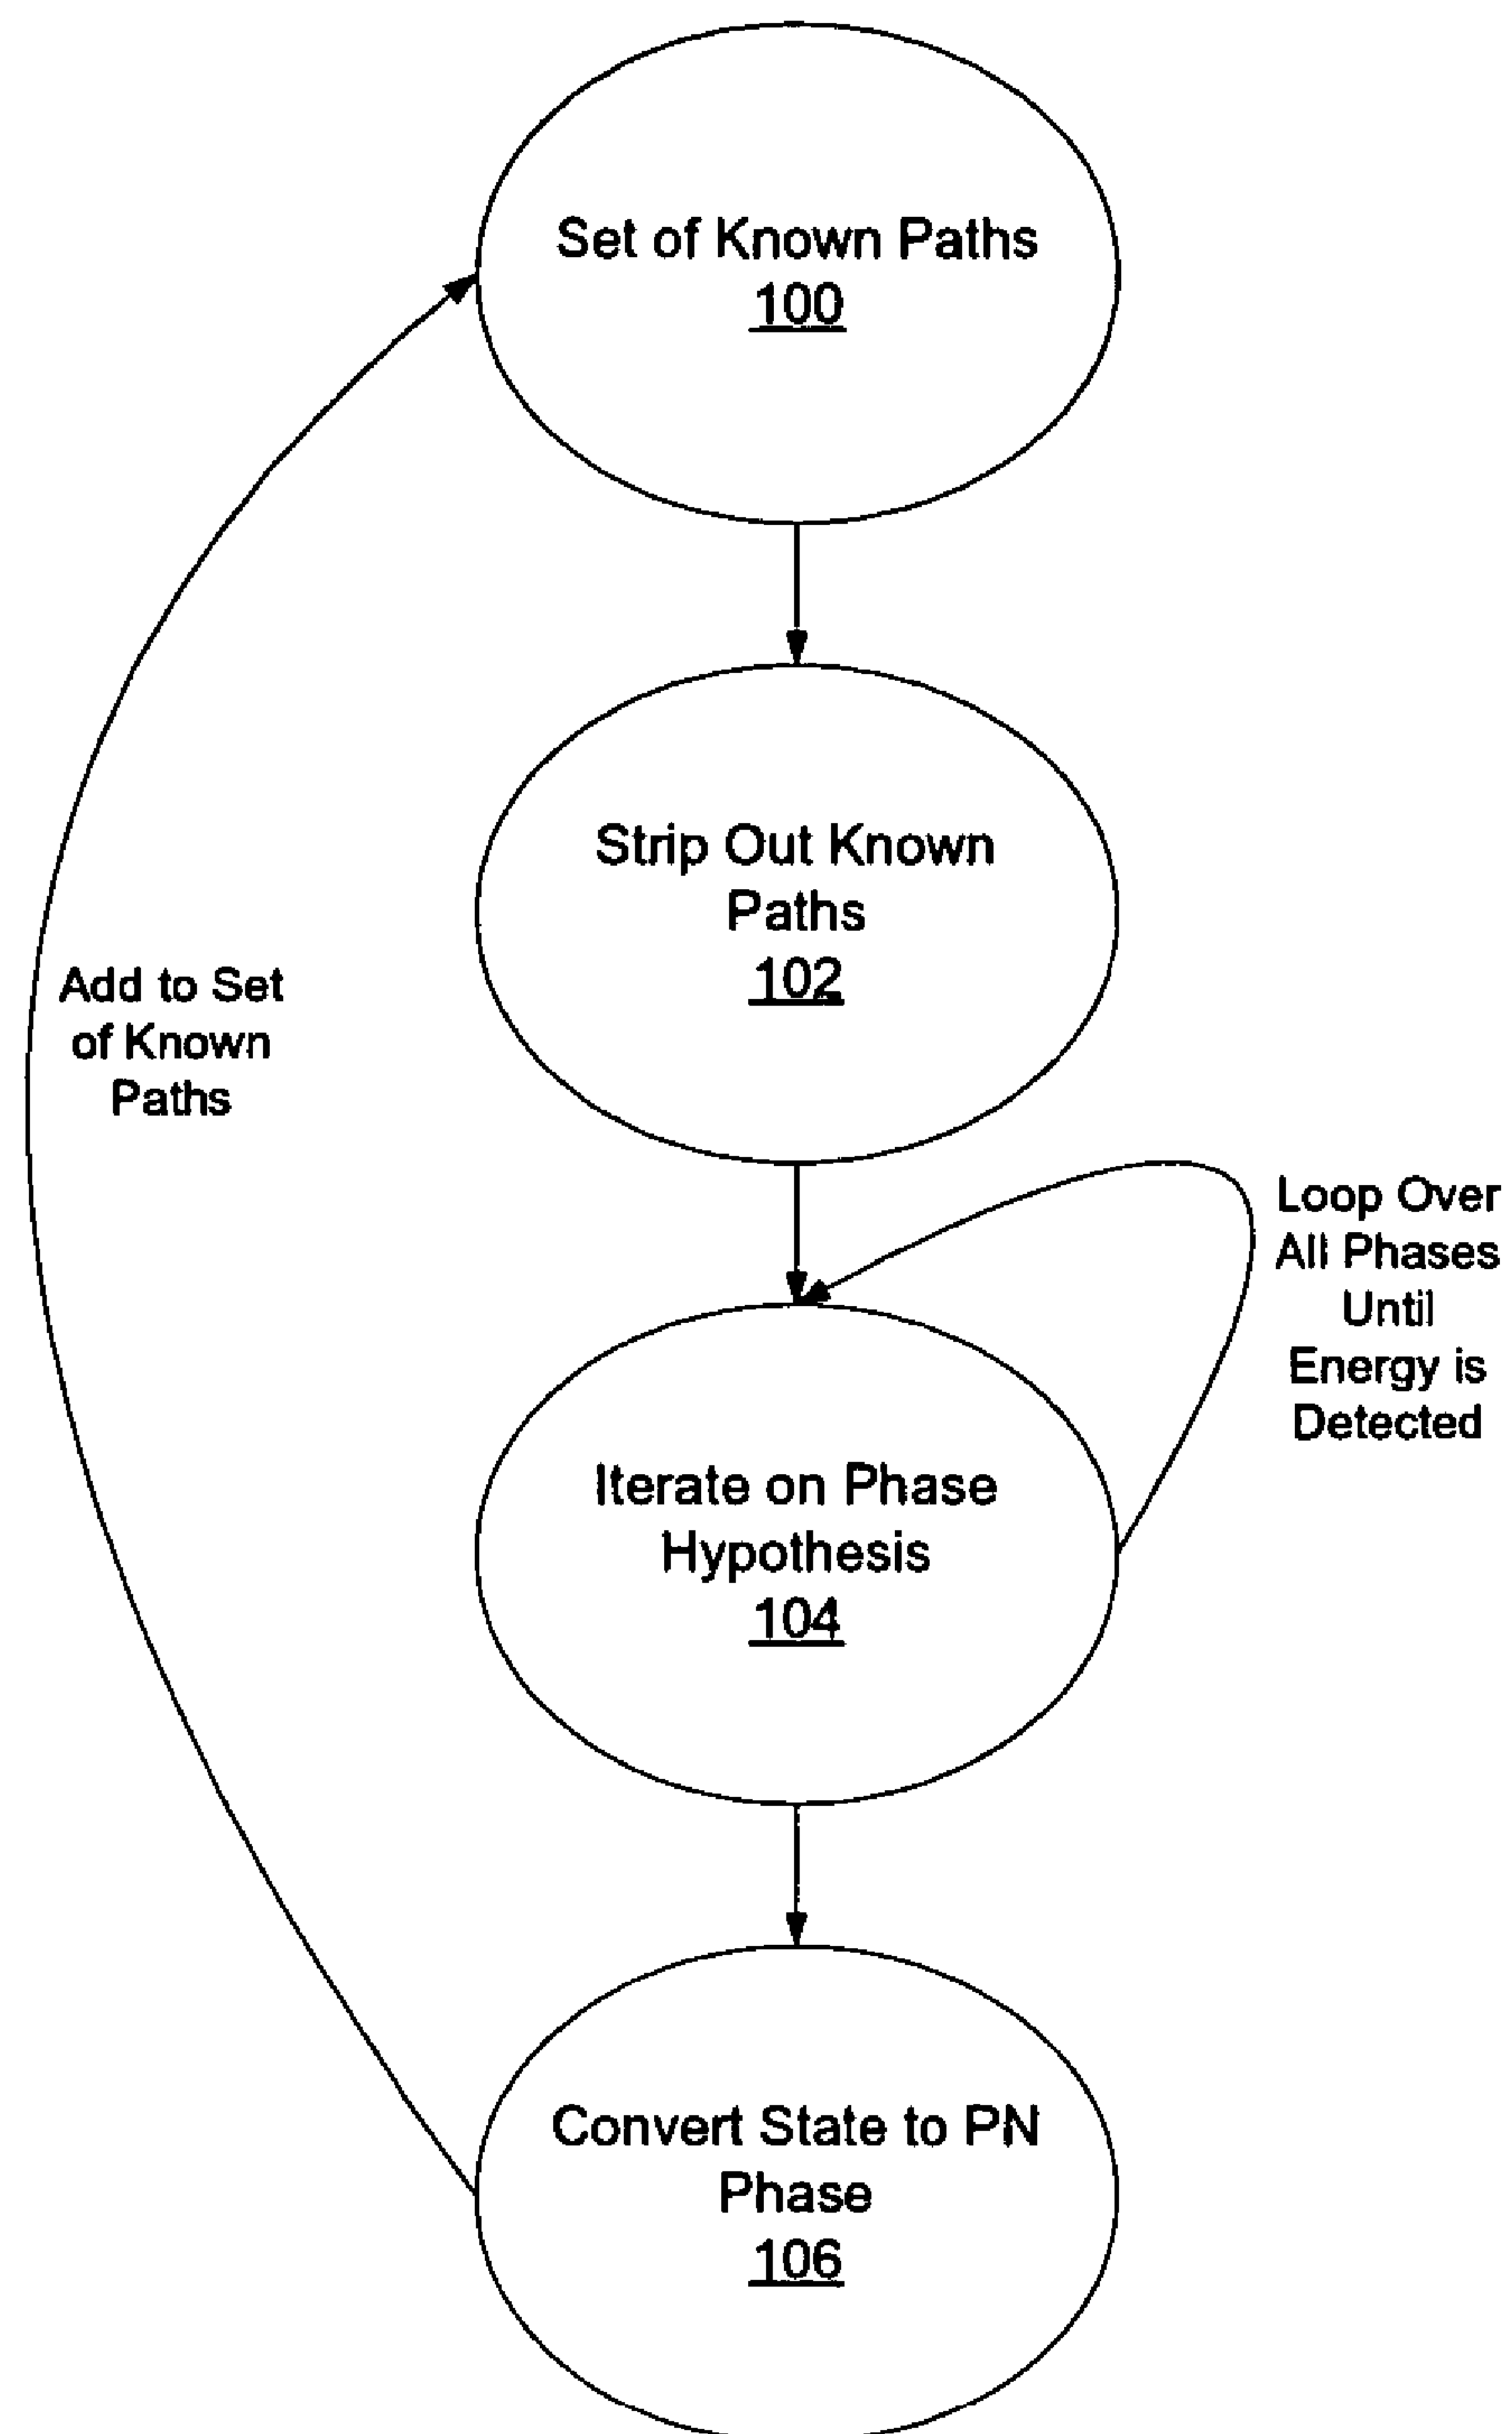 Set of Known Paths
100
Strip Out Known
Paths
102
Add to Set
of Known
Paths
Loop Over
All Phases
Until
Energy is
Detected
Iterate on Phase
Hypothesis
104
Convert State to PN
Phase
106